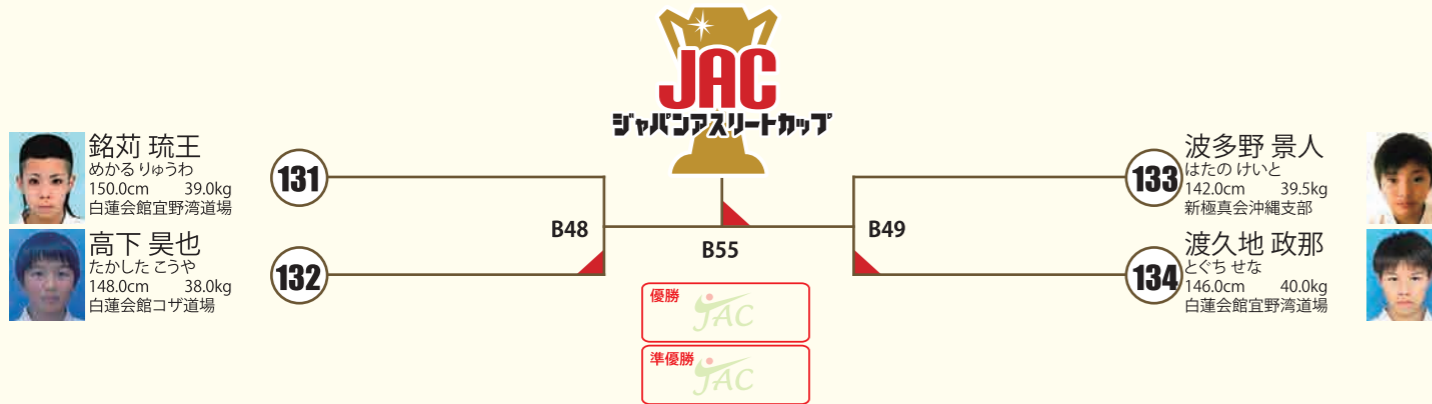 JAC
ジャパンアスリートカップ
銘苅 琉王
めかる りゅうわ
150.0cm 39.0kg
白蓮会館宜野湾道場
131
高下 昊也
たかした こうや
148.0cm 38.0kg
白蓮会館コザ道場
132
B48
B55
B49
133
波多野 景人
はたの けいと
142.0cm 39.5kg
新極真会沖縄支部
134
渡久地 政那
とぐち せな
146.0cm 40.0kg
白蓮会館宜野湾道場
優勝
JAC
準優勝
JAC